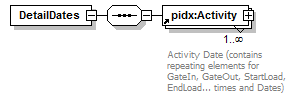 DetailDates
pidx:Activity
1..∞
Activity Date (contains
repeating elements for
GateIn, GateOut, StartLoad,
EndLoad... times and Dates)